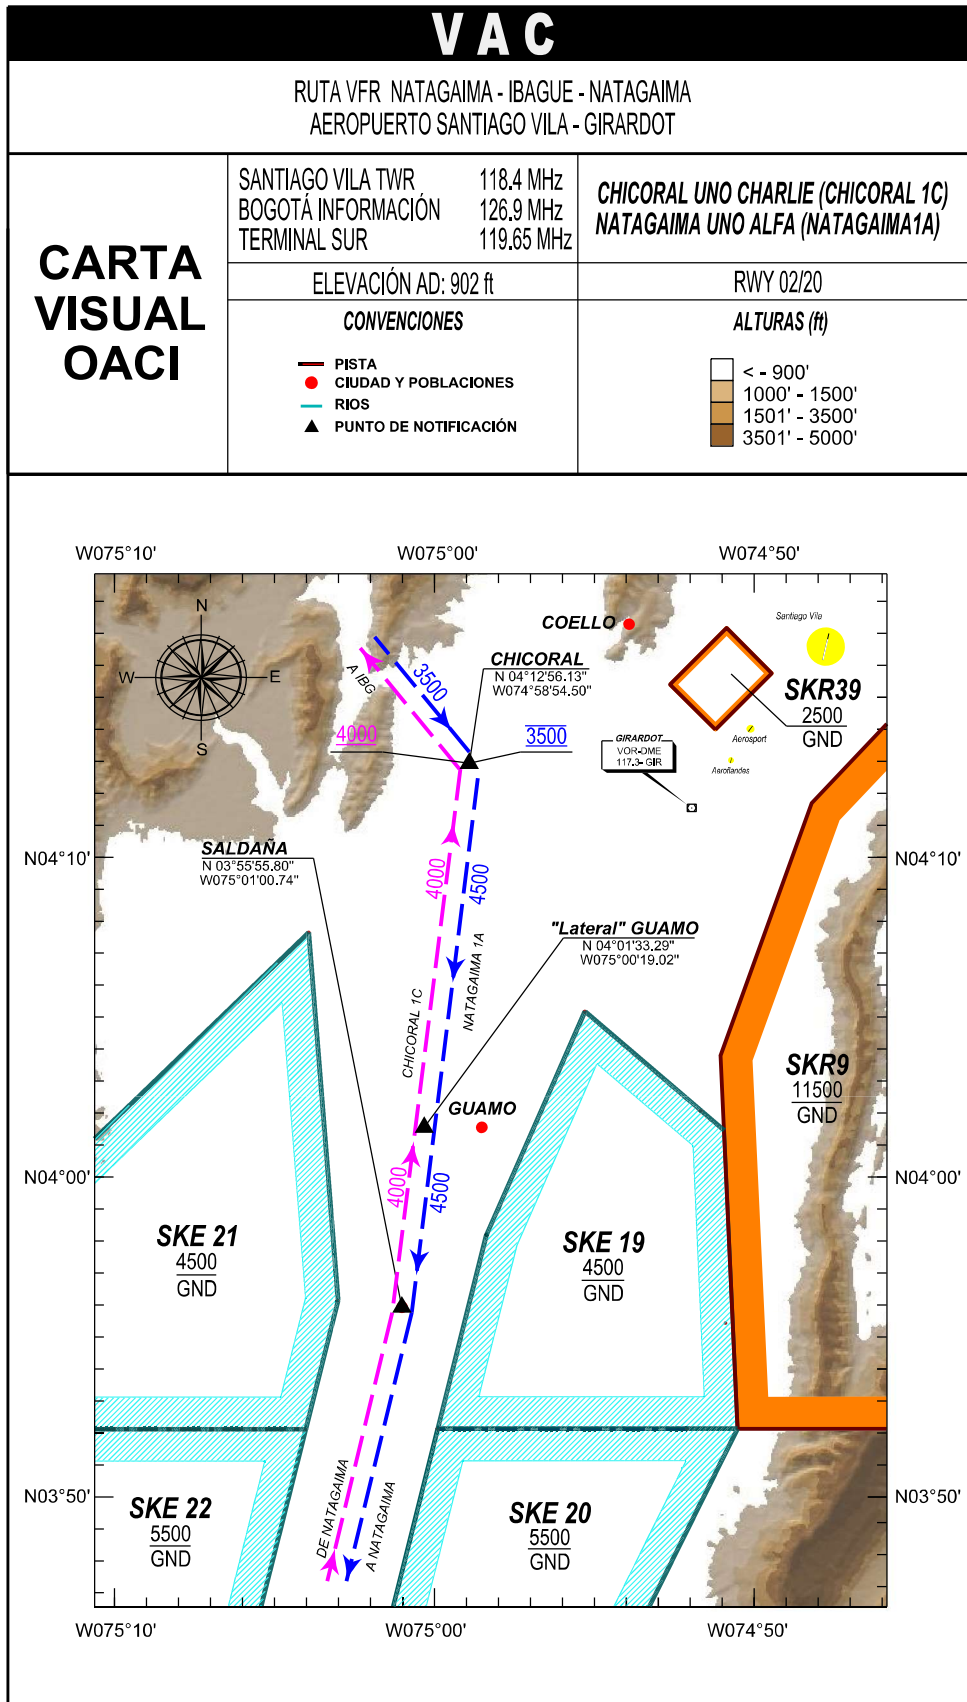 VAC
RUTA VFR NATAGAIMA - IBAGUE - NATAGAIMA
AEROPUERTO SANTIAGO VILA - GIRARDOT
CARTA
VISUAL
OACI
SANTIAGO VILA TWR 118.4 MHz
BOGOTÁ INFORMACIÓN 126.9 MHz
TERMINAL SUR 119.65 MHz
CHICORAL UNO CHARLIE (CHICORAL 1C)
NATAGAIMA UNO ALFA (NATAGAIMA1A)
ELEVACIÓN AD: 902 ft
RWY 02/20
CONVENCIONES
PISTA
CIUDAD Y POBLACIONES
RIOS
PUNTO DE NOTIFICACIÓN
ALTURAS (ft)
< - 900'
1000' - 1500'
1501' - 3500'
3501' - 5000'
W075°10'
W075°00'
W074°50'
N
W
E
S
COELLO
Santiago Vila
CHICORAL
N 04°12'56.13"
W074°58'54.50"
A IBG
3500
SKR39
2500
GND
4000
3500
GIRARDOT
VOR-DME
117.3- GIR
Aerosport
Aeroflandes
SALDAÑA
N 03°55'55.80"
W075°01'00.74"
N04°10'
N04°10'
4000
4500
"Lateral" GUAMO
N 04°01'33.29"
W075°00'19.02"
NATAGAIMA 1A
CHICORAL 1C
SKR9
11500
GND
GUAMO
N04°00'
N04°00'
4000
4500
SKE 21
4500
GND
SKE 19
4500
GND
N03°50'
N03°50'
DE NATAGAIMA
A NATAGAIMA
SKE 22
5500
GND
SKE 20
5500
GND
W075°10'
W075°00'
W074°50'